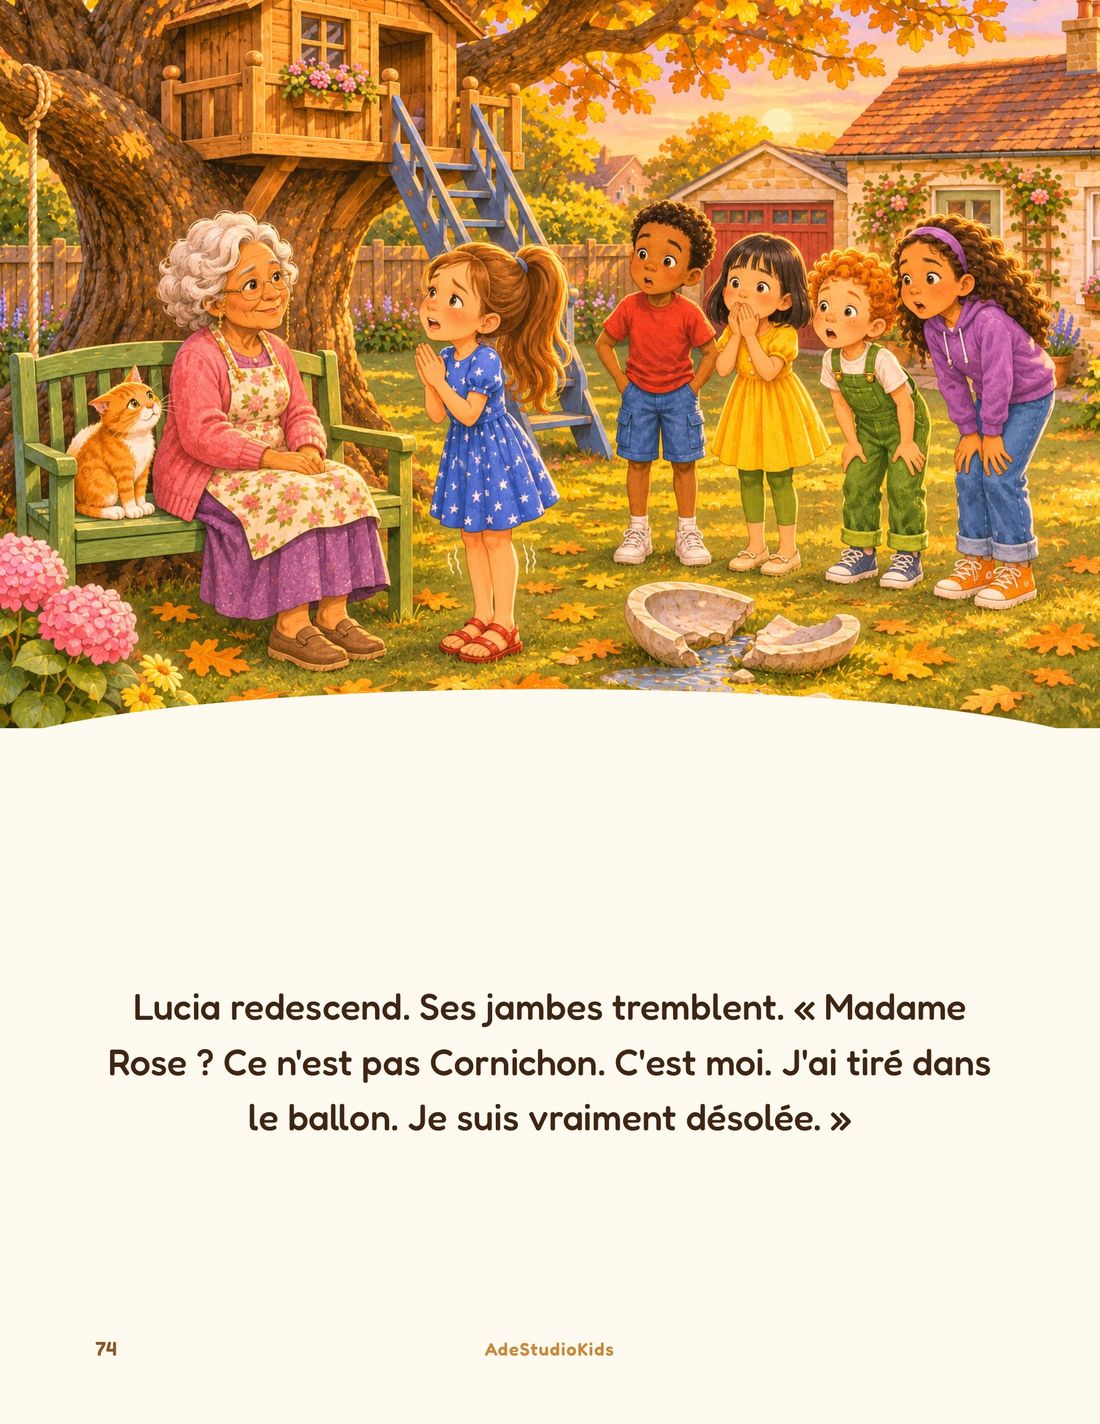 Lucia redescend. Ses jambes tremblent. « Madame
Rose ? Ce n'est pas Cornichon. C'est moi. J'ai tiré dans
le ballon. Je suis vraiment désolée. »
74
AdeStudioKids